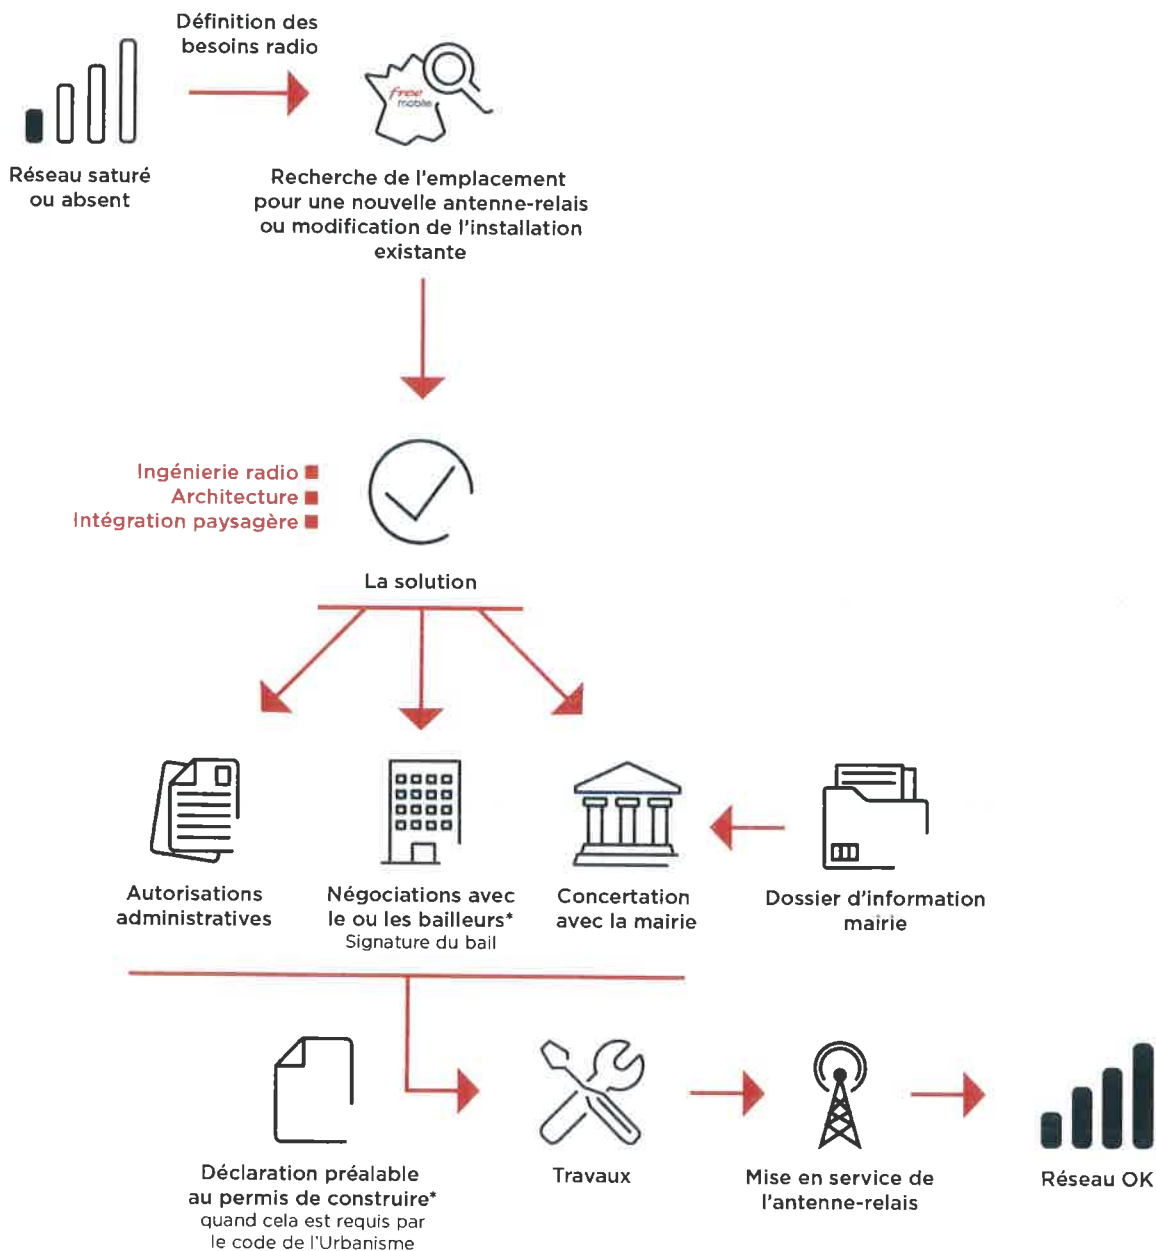 Définition des
besoins radio
free
mobile
Réseau saturé
ou absent
Recherche de l'emplacement
pour une nouvelle antenne-relais
ou modification de l'installation
existante
Ingénierie radio
Architecture
Intégration paysagère
La solution
Autorisations
administratives
Négociations avec
le ou les bailleurs*
Signature du bail
Concertation
avec la mairie
Dossier d'information
mairie
Déclaration préalable
au permis de construire*
quand cela est requis par
le code de l'Urbanisme
Travaux
Mise en service de
l'antenne-relais
Réseau OK